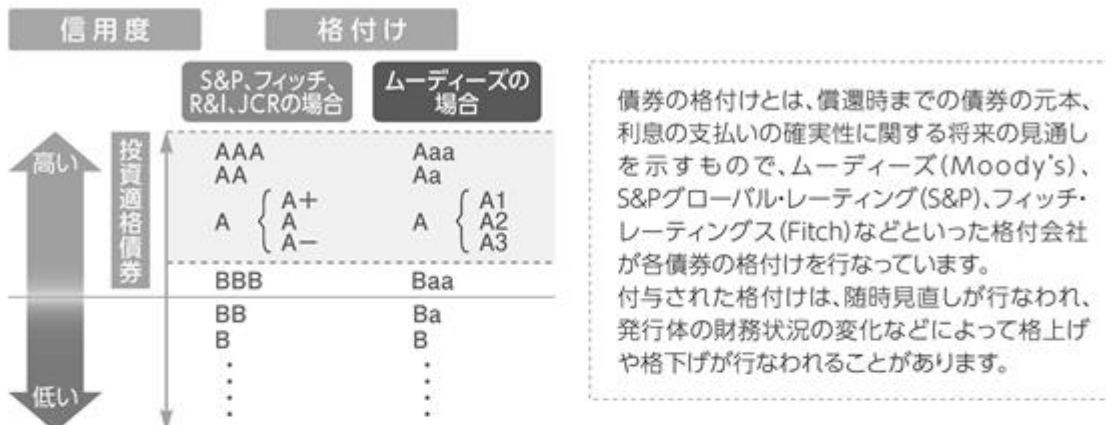 信用度
格付け
S&P、フィッチ、
R&I、JCRの場合
ムーディーズの
場合
高い
投資適格債券
AAA
Aaa
AA
Aa
A
A+
A
A−
A
A1
A2
A3
BBB
Baa
BB
Ba
B
B
低い
債券の格付けとは、償還時までの債券の元本、
利息の支払いの確実性に関する将来の見通し
を示すもので、ムーディーズ(Moody's)、
S&Pグローバル・レーティング(S&P)、フィッチ・
レーティングス(Fitch)などといった格付会社
が各債券の格付けを行なっています。
付与された格付けは、随時見直しが行なわれ、
発行体の財務状況の変化などによって格上げ
や格下げが行なわれることがあります。